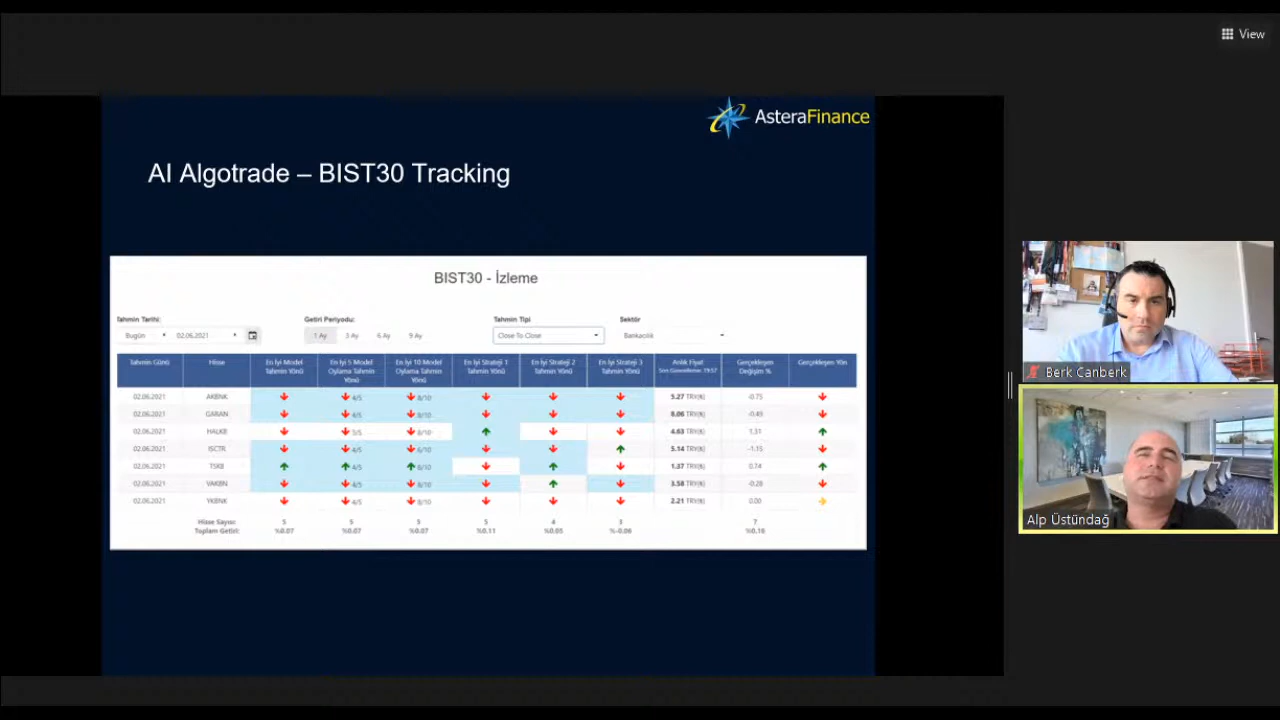 View
AsteraFinance
AI Algotrade – BIST30 Tracking
BIST30 - İzleme
Tahmin Tarihi:
Getiri Periyodu:
Tahmin Tipi
Sektör
Bugün
02.06.2021
1 Ay
3 Ay
6 Ay
9 Ay
Close To Close
Bankacılık
Tahmin Günü Hisse En İyi Model Tahmin Yönü En İyi 5 Model Oylama Tahmin Yönü En İyi 10 Model Oylama Tahmin Yönü En İyi Strateji 1 Tahmin Yönü En İyi Strateji 2 Tahmin Yönü En İyi Strateji 3 Tahmin Yönü Anlık Fiyat Gerçekleşen Değişim % Gerçekleşen Yön
02.06.2021 AKBNK 4/5 8/10 5.27 TRY(₺) -0.75
02.06.2021 GARAN 4/5 8.06 TRY(₺) -0.49
02.06.2021 HALKB 5/5 4.63 TRY(₺) 1.31
02.06.2021 ISCTR 4/5 6/10 5.14 TRY(₺) -1.15
02.06.2021 TSKB 4/5 1.37 TRY(₺) 0.74
02.06.2021 VAKBN 4/5 3.58 TRY(₺) -0.28
02.06.2021 YKBNK 4/5 8/10 2.21 TRY(₺) 0.00
Hisse Sayısı: 5 5 5 5 4 3 7
Toplam Getiri: %0.07 %0.07 %0.07 %0.11 %0.05 %-0.06 %0.16
Berk Canberk
Alp Üstündağ